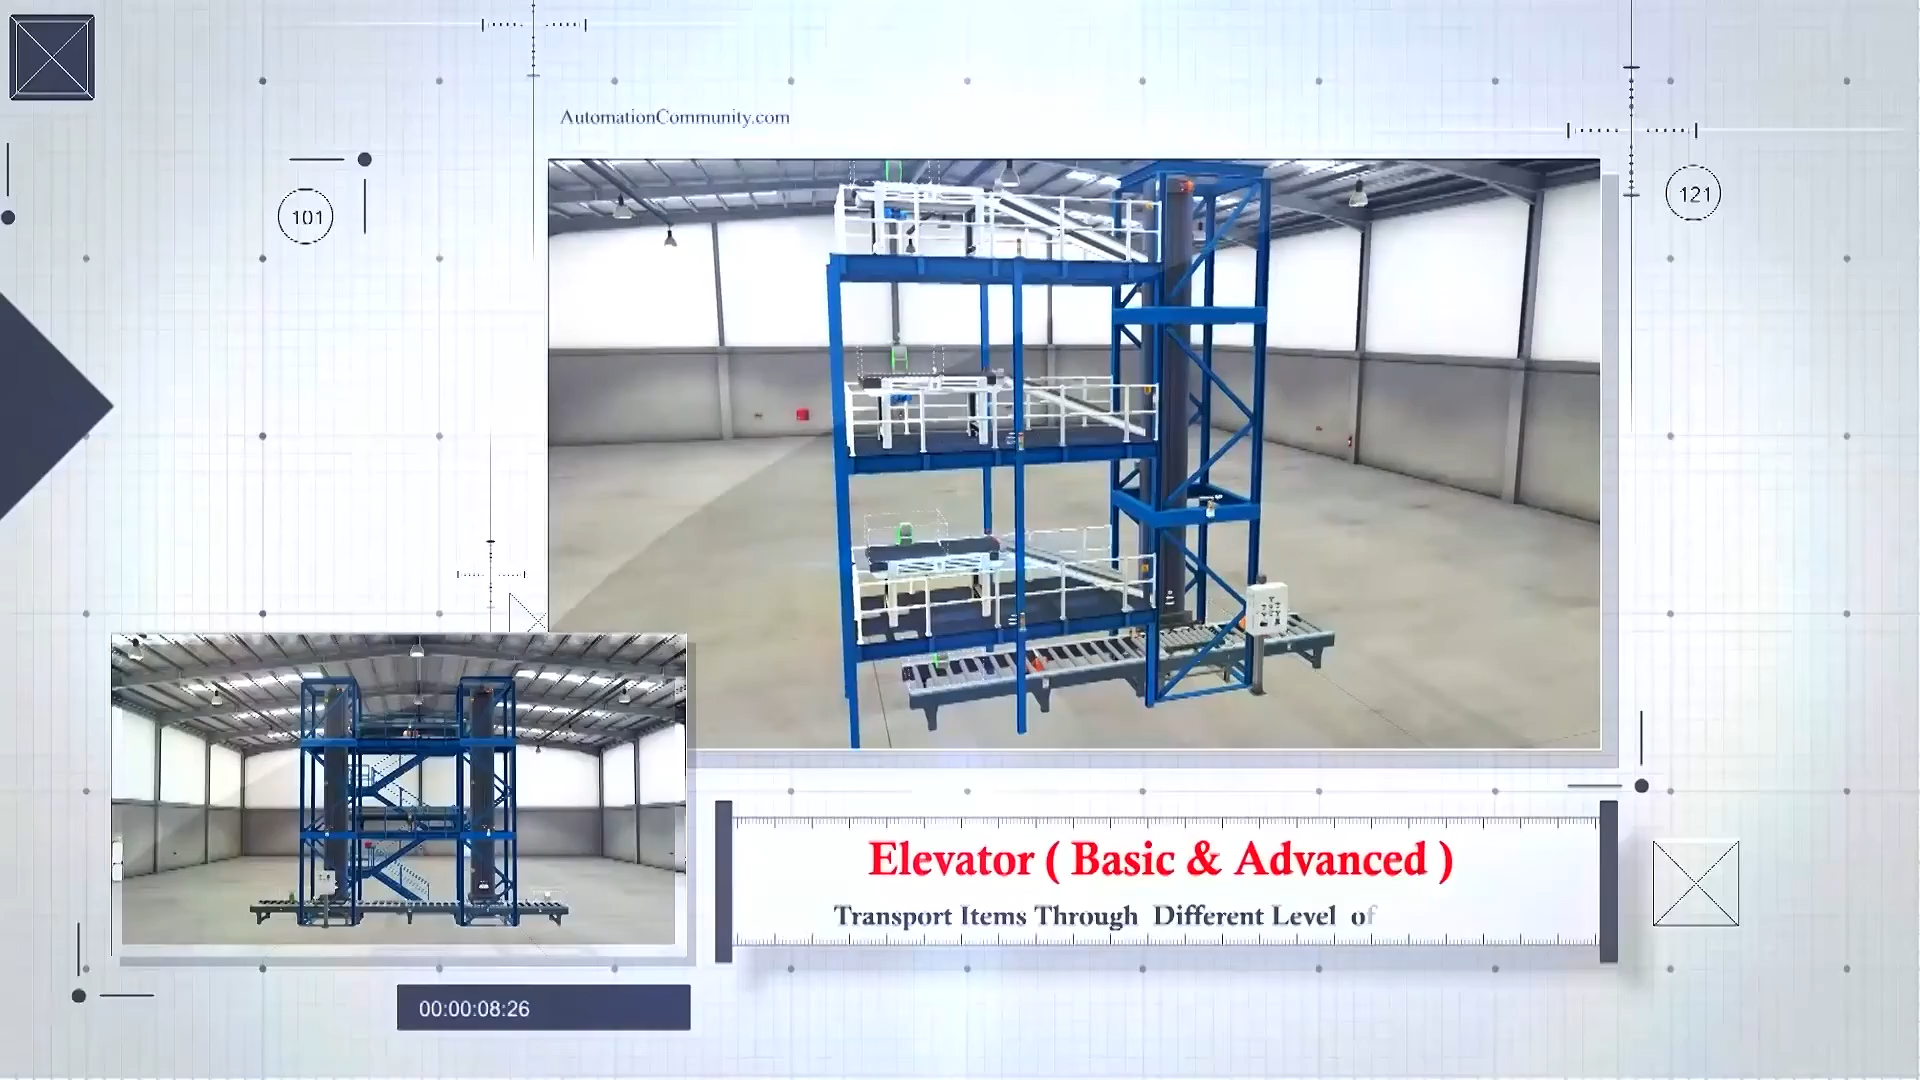 AutomationCommunity.com
101
121
Elevator ( Basic & Advanced )
Transport Items Through Different Level of
00:00:08:26